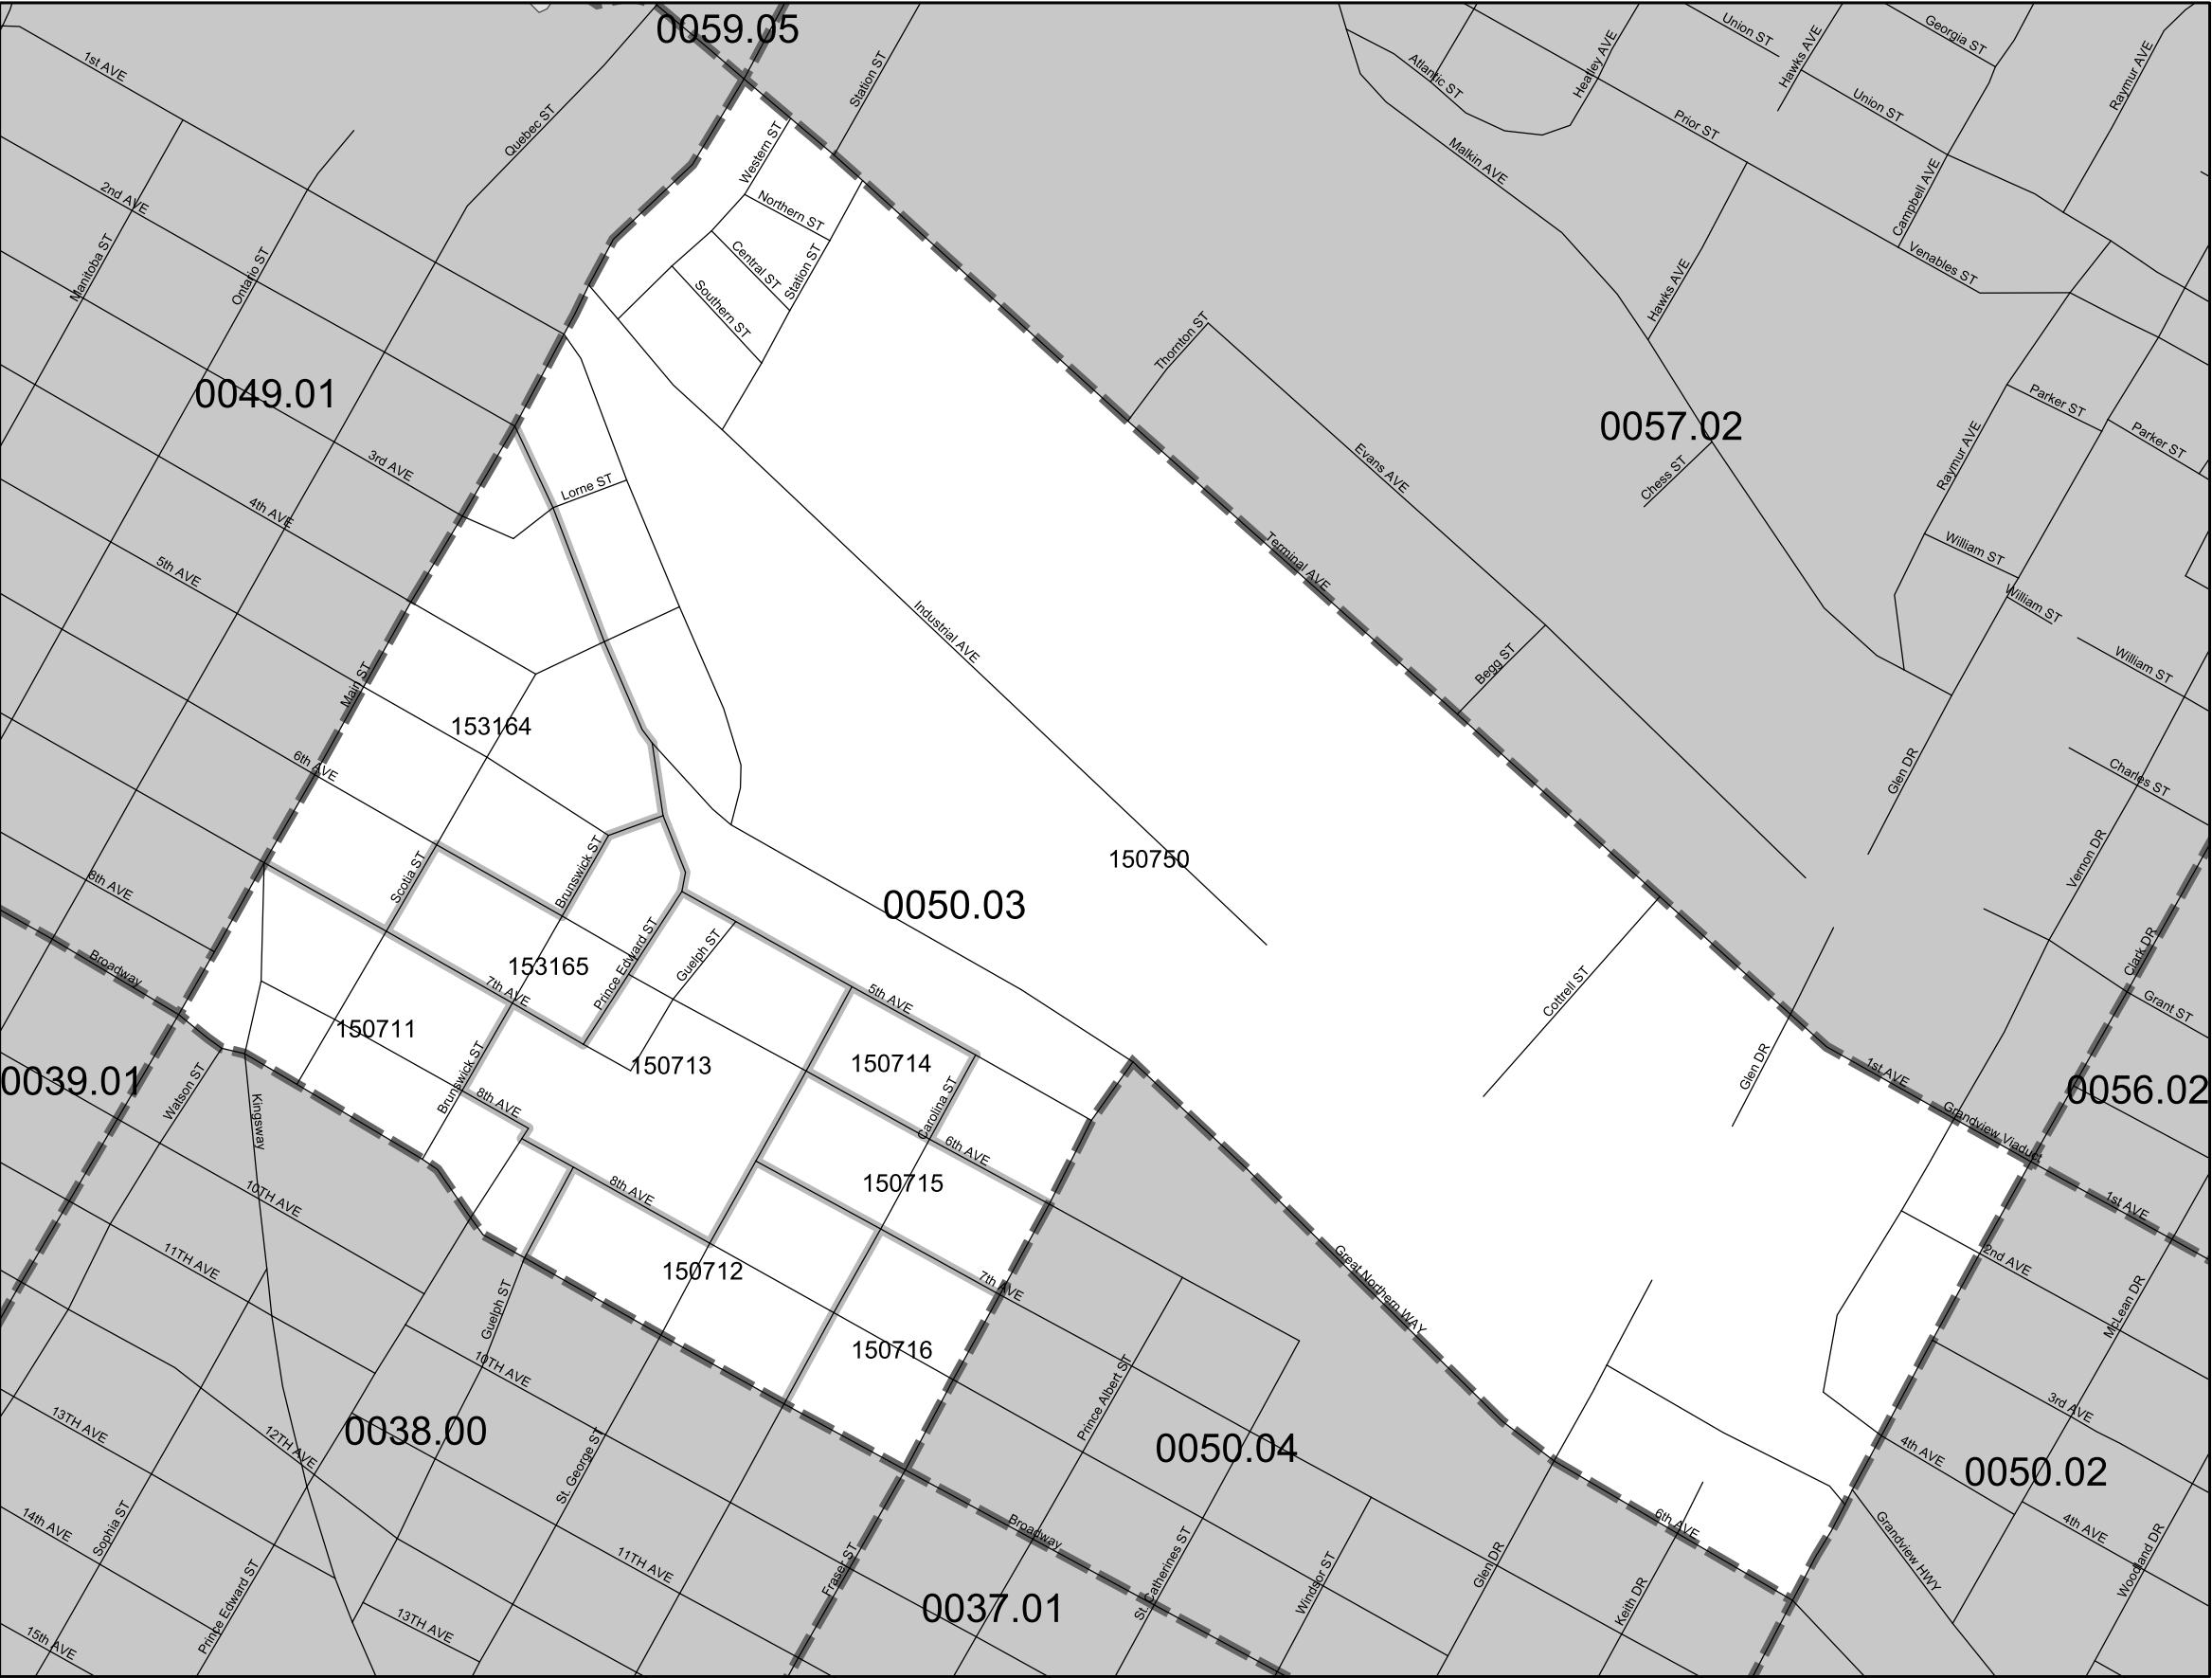 0059.05
Union ST
Georgia ST
1st AVE
Station ST
Atlantic ST
Heatley AVE
Hawks AVE
Raymur AVE
Quebec ST
Union ST
Prior ST
Western ST
Malkin AVE
2nd AVE
Northern ST
Campbell AVE
Manitoba ST
Ontario ST
Central ST
Station ST
Venables ST
Southern ST
Hawks AVE
Thornton ST
0049.01
0057.02
Parker ST
Parker ST
3rd AVE
Lorne ST
Evans AVE
Chess ST
Raymur AVE
4th AVE
Terminal AVE
William ST
5th AVE
William ST
Industrial AVE
William ST
Main ST
Begg ST
153164
6th AVE
Glen DR
Charles ST
Scotia ST
Brunswick ST
150750
Vernon DR
8th AVE
0050.03
Broadway
153165
Prince Edward ST
Guelph ST
Clark DR
7th AVE
5th AVE
Cottrell ST
Grant ST
150711
0039.01
Watson ST
Kingsway
Brunswick ST
8th AVE
150713
150714
Carolina ST
Glen DR
1st AVE
0056.02
Grandview Viaduct
6th AVE
10TH AVE
8th AVE
150715
1st AVE
11TH AVE
150712
7th AVE
Great Northern WAY
2nd AVE
Guelph ST
150716
McLean DR
10TH AVE
Prince Albert ST
3rd AVE
13TH AVE
12TH AVE
0038.00
St. George ST
0050.04
4th AVE
0050.02
14th AVE
Sophia ST
Broadway
6th AVE
Grandview HWY
4th AVE
Prince Edward ST
11TH AVE
Fraser ST
0037.01
St. Catherines ST
Windsor ST
Glen DR
Keith DR
Woodland DR
15th AVE
13TH AVE